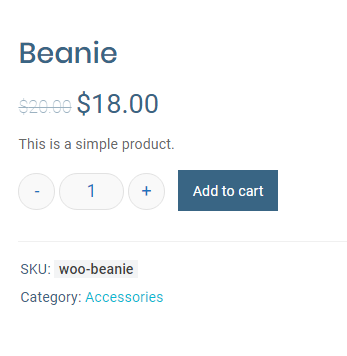 Beanie
$20.00 $18.00
This is a simple product.
- 1 + Add to cart
SKU: woo-beanie
Category: Accessories